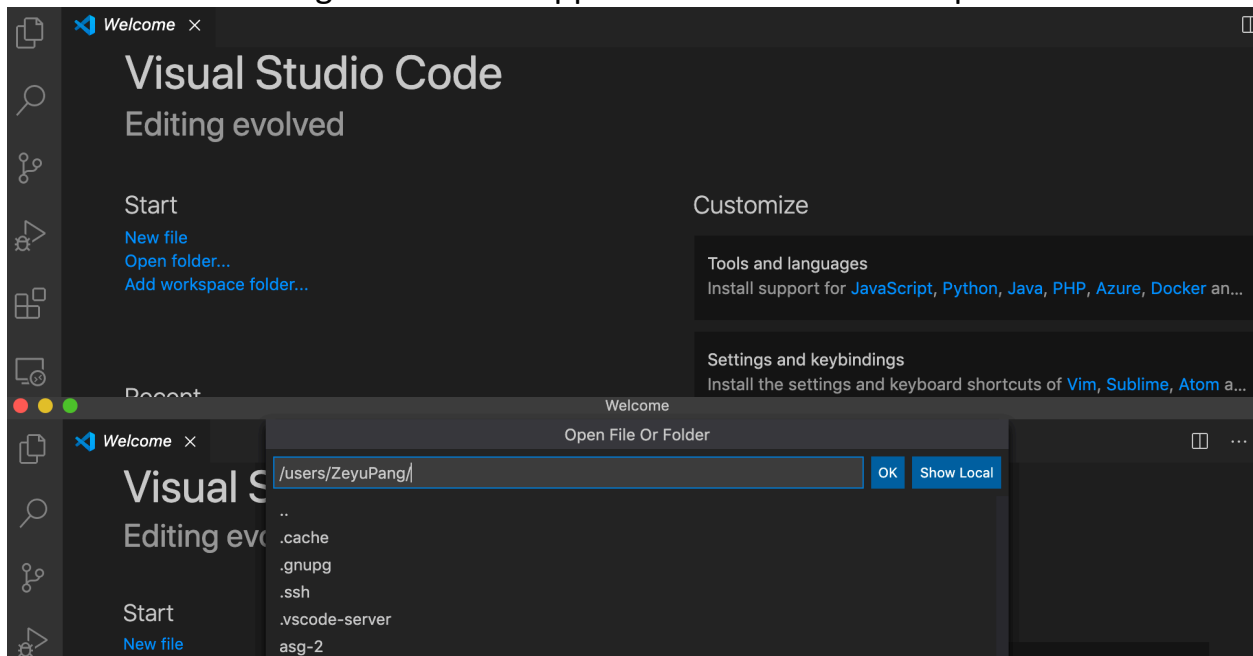 Welcome ×
Visual Studio Code
Editing evolved
Start
New file
Open folder...
Add workspace folder...
Customize
Tools and languages
Install support for JavaScript, Python, Java, PHP, Azure, Docker an...
Settings and keybindings
Install the settings and keyboard shortcuts of Vim, Sublime, Atom a...
Recent
Welcome
Open File Or Folder
Welcome ×
/users/ZeyuPang/
OK
Show Local
Visual S
Editing evo
..
.cache
.gnupg
.ssh
.vscode-server
asg-2
Start
New file